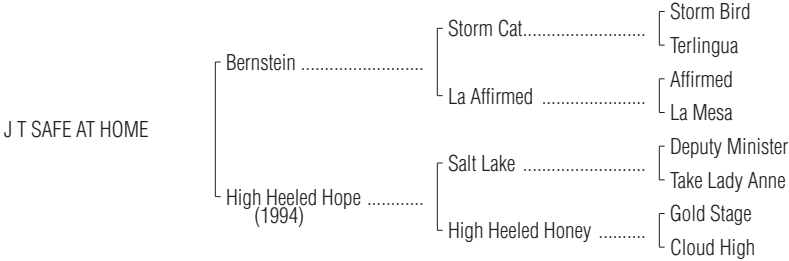 Storm Bird
Storm Cat..........................
Terlingua
Bernstein ..........................
Affirmed
La Affirmed ......................
La Mesa
J T SAFE AT HOME
Deputy Minister
Salt Lake ..........................
Take Lady Anne
High Heeled Hope ............
(1994)
Gold Stage
High Heeled Honey ..........
Cloud High